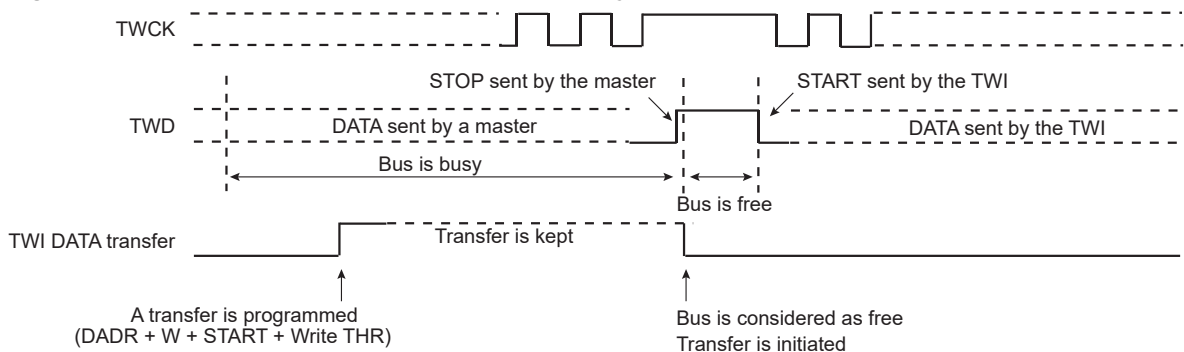 TWCK
STOP sent by the master
START sent by the TWI
TWD
DATA sent by a master
DATA sent by the TWI
Bus is busy
Bus is free
TWI DATA transfer
Transfer is kept
A transfer is programmed
(DADR + W + START + Write THR)
Bus is considered as free
Transfer is initiated